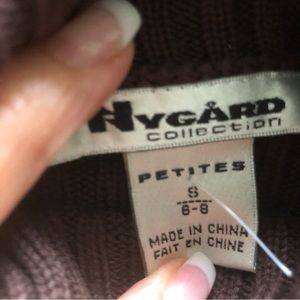 NYGÅRD
Collection
PETITES
S
6-8
MADE IN CHINA
FAIT EN CHINE